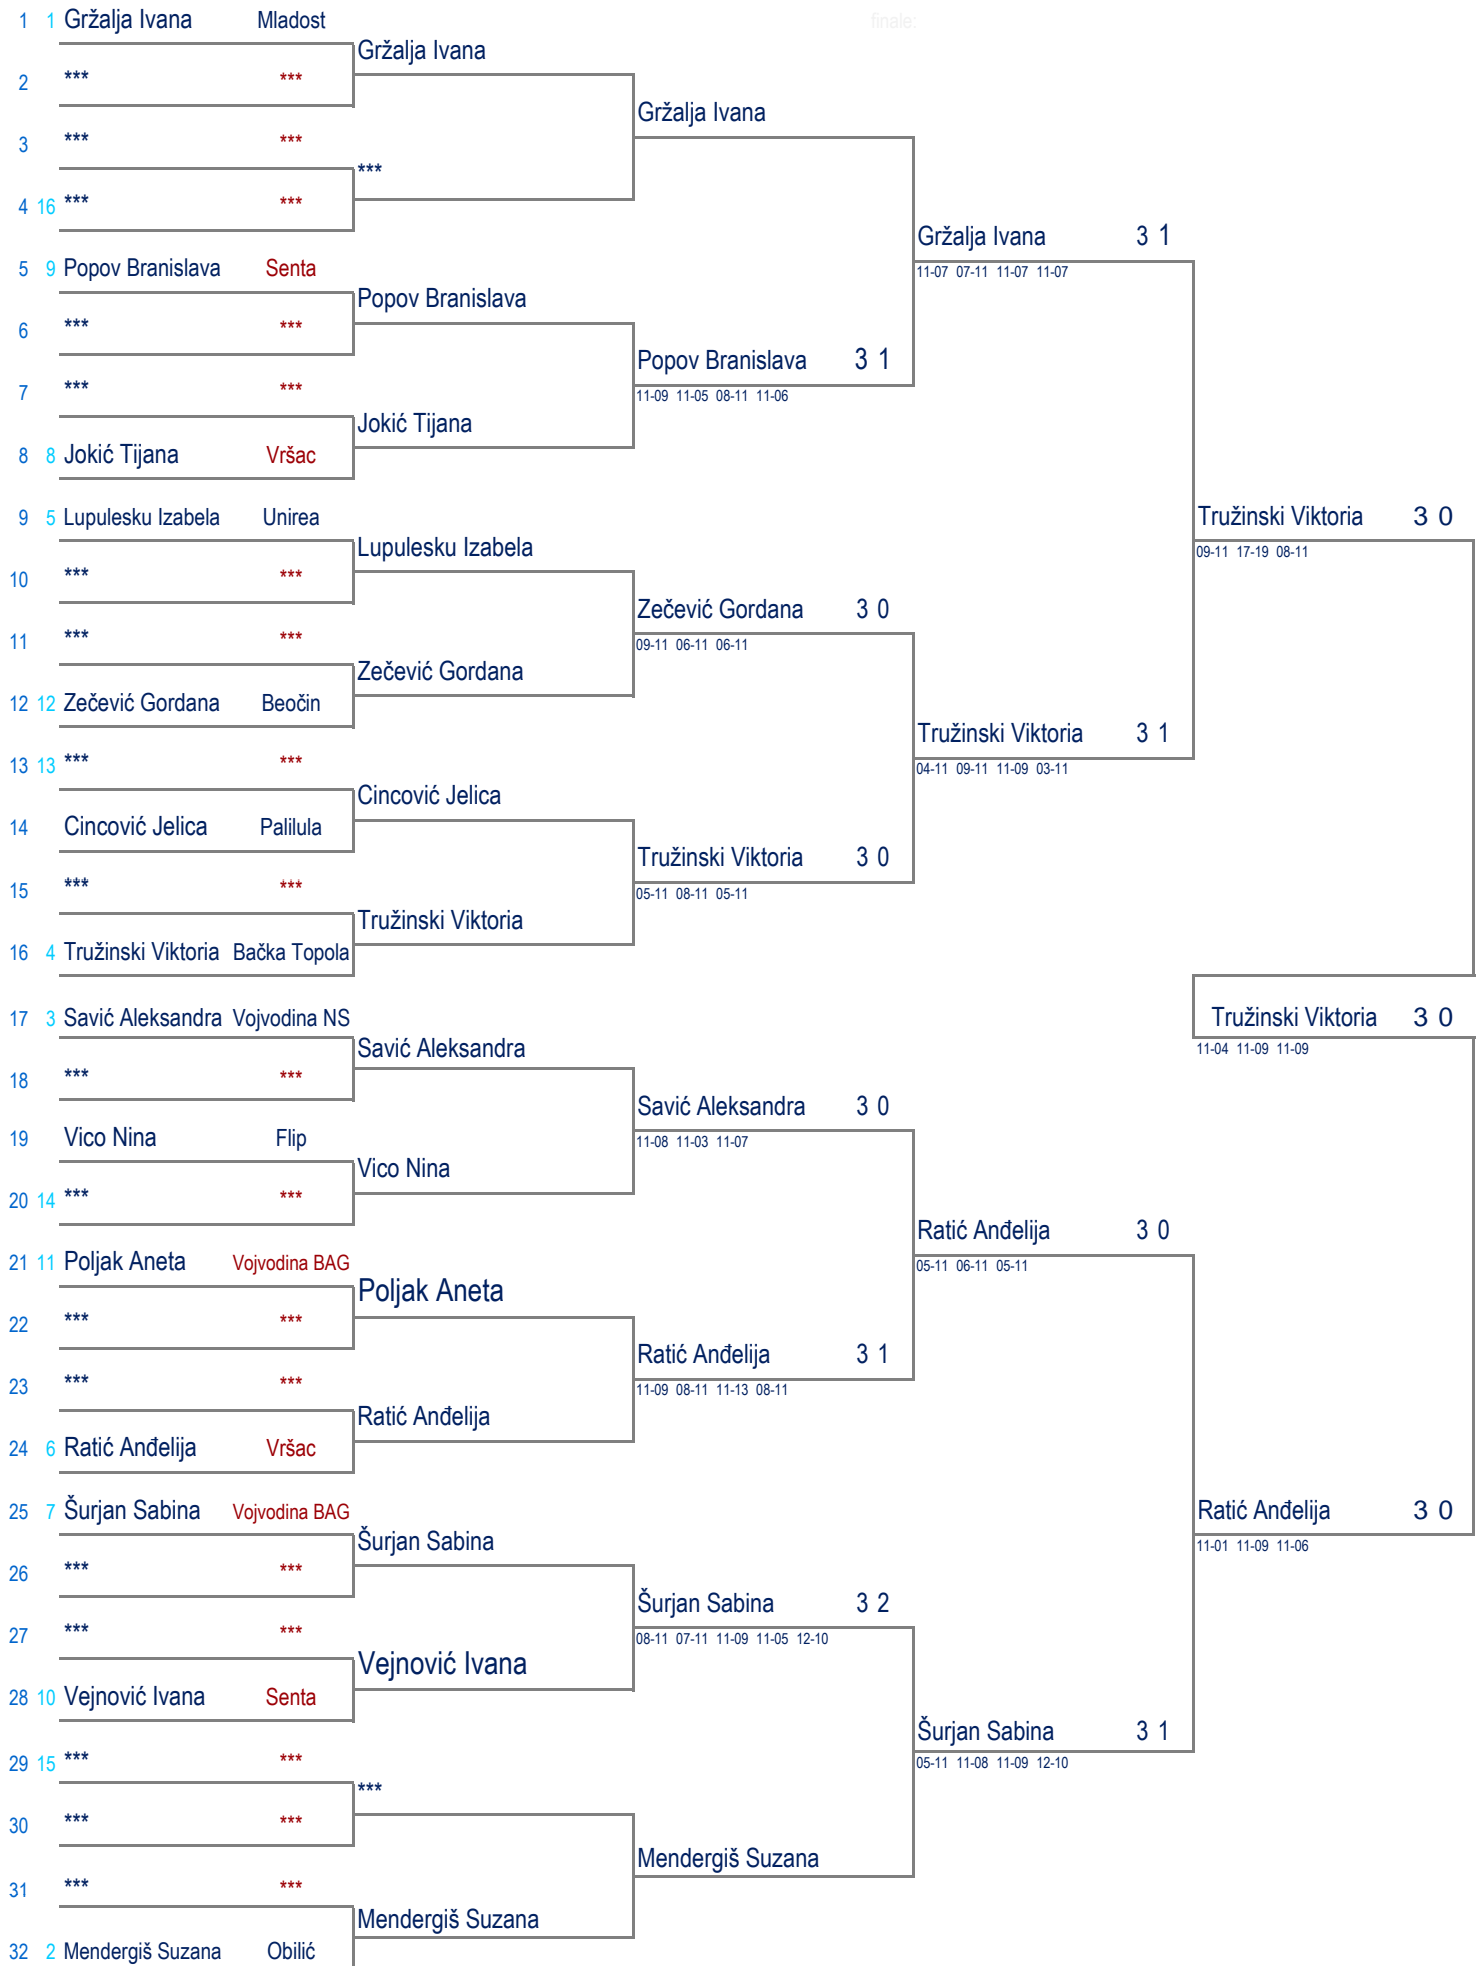 1 1 Gržalja Ivana Mladost
finale:
Gržalja Ivana
2 *** ***
Gržalja Ivana
3 *** ***
***
4 16 *** ***
Gržalja Ivana 3 1
5 9 Popov Branislava Senta
11-07 07-11 11-07 11-07
Popov Branislava
6 *** ***
Popov Branislava 3 1
7 *** ***
11-09 11-05 08-11 11-06
Jokić Tijana
8 8 Jokić Tijana Vršac
9 5 Lupulesku Izabela Unirea
Tružinski Viktoria 3 0
Lupulesku Izabela
09-11 17-19 08-11
10 *** ***
Zečević Gordana 3 0
11 *** ***
09-11 06-11 06-11
Zečević Gordana
12 12 Zečević Gordana Beočin
Tružinski Viktoria 3 1
13 13 *** ***
04-11 09-11 11-09 03-11
Cincović Jelica
14 Cincović Jelica Palilula
Tružinski Viktoria 3 0
15 *** ***
05-11 08-11 05-11
Tružinski Viktoria
16 4 Tružinski Viktoria Bačka Topola
17 3 Savić Aleksandra Vojvodina NS
Tružinski Viktoria 3 0
Savić Aleksandra
11-04 11-09 11-09
18 *** ***
Savić Aleksandra 3 0
19 Vico Nina Flip
11-08 11-03 11-07
Vico Nina
20 14 *** ***
Ratić Anđelija 3 0
21 11 Poljak Aneta Vojvodina BAG
05-11 06-11 05-11
Poljak Aneta
22 *** ***
Ratić Anđelija 3 1
23 *** ***
11-09 08-11 11-13 08-11
Ratić Anđelija
24 6 Ratić Anđelija Vršac
25 7 Šurjan Sabina Vojvodina BAG
Ratić Anđelija 3 0
Šurjan Sabina
11-01 11-09 11-06
26 *** ***
Šurjan Sabina 3 2
27 *** ***
08-11 07-11 11-09 11-05 12-10
Vejnović Ivana
28 10 Vejnović Ivana Senta
Šurjan Sabina 3 1
29 15 *** ***
05-11 11-08 11-09 12-10
***
30 *** ***
Mendergiš Suzana
31 *** ***
Mendergiš Suzana
32 2 Mendergiš Suzana Obilić